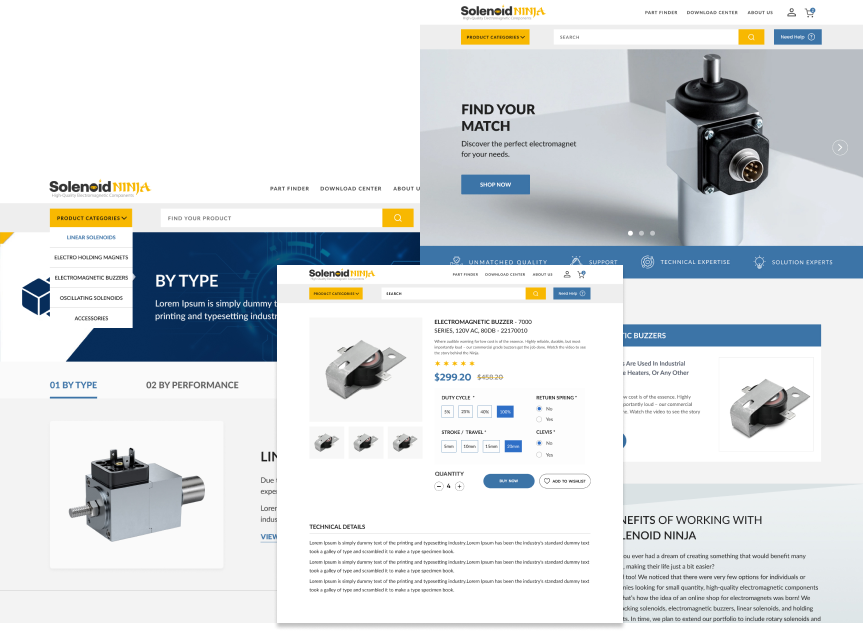 Solenoid NINJA
High-Quality Electromagnetic Components
PART FINDER
DOWNLOAD CENTER
ABOUT US
PRODUCT CATEGORIES
SEARCH
Need Help ?
FIND YOUR
MATCH
Discover the perfect electromagnet
for your needs.
SHOP NOW
UNMATCHED QUALITY
SUPPORT
TECHNICAL EXPERTISE
SOLUTION EXPERTS
Solenoid NINJA
High-Quality Electromagnetic Components
PART FINDER
DOWNLOAD CENTER
ABOUT U
PRODUCT CATEGORIES
FIND YOUR PRODUCT
LINEAR SOLENOIDS
ELECTRO HOLDING MAGNETS
ELECTROMAGNETIC BUZZERS
OSCILLATING SOLENOIDS
ACCESSORIES
BY TYPE
Lorem Ipsum is simply dummy t
printing and typesetting industr
01 BY TYPE
02 BY PERFORMANCE
LIN
Due t
exper
Lorem
indus
VIEW
Solenoid NINJA
PART FINDER
DOWNLOAD CENTER
ABOUT US
PRODUCT CATEGORIES
SEARCH
Need Help ?
ELECTROMAGNETIC BUZZER - 7000
SERIES, 120V AC, 80DB - 22170010
Where audible zooming for low cost is of the essence. Highly reliable, durable, but most
importantly loud – our commercial grade buzzers get the job done. Watch the video to see
the story behind the Ninja.
$299.20 $458.20
DUTY CYCLE *
5% 20% 40% 100%
RETURN SPRING *
No
Yes
STROKE / TRAVEL *
5mm 10mm 15mm 20mm
CLEVIS *
No
Yes
QUANTITY
4
BUY NOW
ADD TO WISHLIST
TECHNICAL DETAILS
Lorem Ipsum is simply dummy text of the printing and typesetting industry.Lorem Ipsum has been the industry's standard dummy text
took a galley of type and scrambled it to make a type specimen book.
Lorem Ipsum is simply dummy text of the printing and typesetting industry.Lorem Ipsum has been the industry's standard dummy text
took a galley of type and scrambled it to make a type specimen book.
Lorem Ipsum is simply dummy text of the printing and typesetting industry.Lorem Ipsum has been the industry's standard dummy text
took a galley of type and scrambled it to make a type specimen book.
TIC BUZZERS
s Are Used In Industrial
e Heaters, Or Any Other
w cost is of the essence. Highly
portantly loud – our commercial
ne. Watch the video to see the story
NEFITS OF WORKING WITH
LENOID NINJA
ou ever had a dream of creating something that would benefit many
, making their life just a bit easier?
l too! We noticed that there were very few options for individuals or
nies looking for small quantity, high-quality electromagnetic components
hat's how the idea of an online shop for electromagnets was born! We
cking solenoids, electromagnetic buzzers, linear solenoids, and holding
ts. In time, we plan to extend our portfolio to include rotary solenoids and